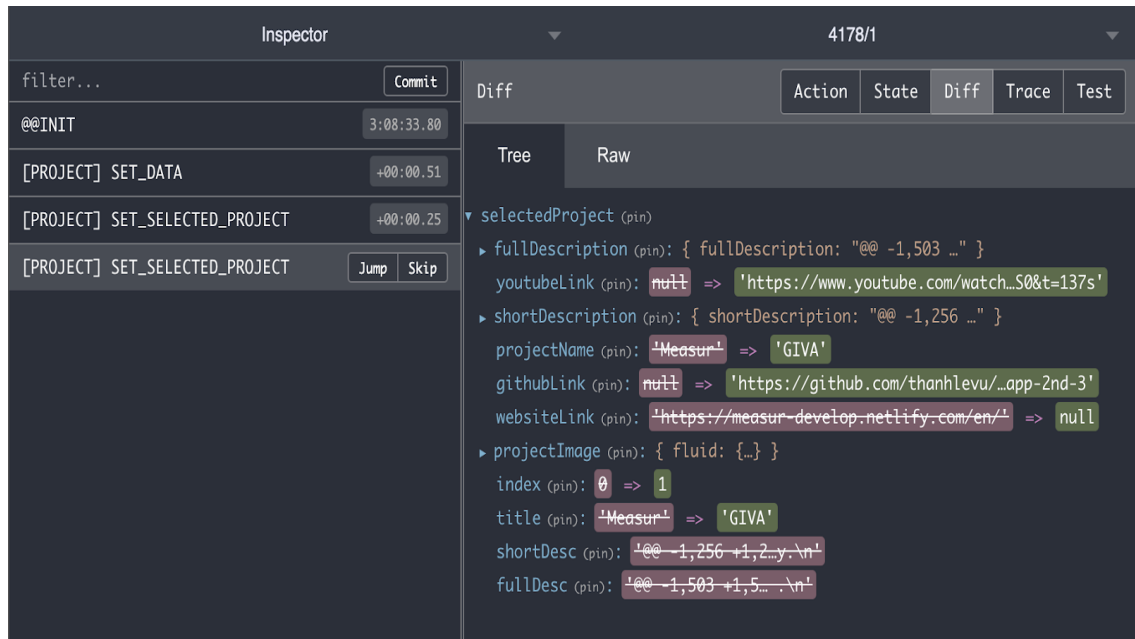 Inspector
4178/1
filter...
Commit
@@INIT
3:08:33.80
[PROJECT] SET_DATA
+00:00.51
[PROJECT] SET_SELECTED_PROJECT
+00:00.25
[PROJECT] SET_SELECTED_PROJECT
Jump Skip
Diff
Action State Diff Trace Test
Tree Raw
▼ selectedProject (pin)
▶ fullDescription (pin): { fullDescription: "@@ -1,503 …" }
youtubeLink (pin): null => 'https://www.youtube.com/watch…S0&t=137s'
▶ shortDescription (pin): { shortDescription: "@@ -1,256 …" }
projectName (pin): 'Measur' => 'GIVA'
githubLink (pin): null => 'https://github.com/thanhlevu/…app-2nd-3'
websiteLink (pin): 'https://measur-develop.netlify.com/en/' => null
▶ projectImage (pin): { fluid: {…} }
index (pin): 0 => 1
title (pin): 'Measur' => 'GIVA'
shortDesc (pin): '@@ -1,256 +1,2…y.\n'
fullDesc (pin): '@@ -1,503 +1,5… .\n'